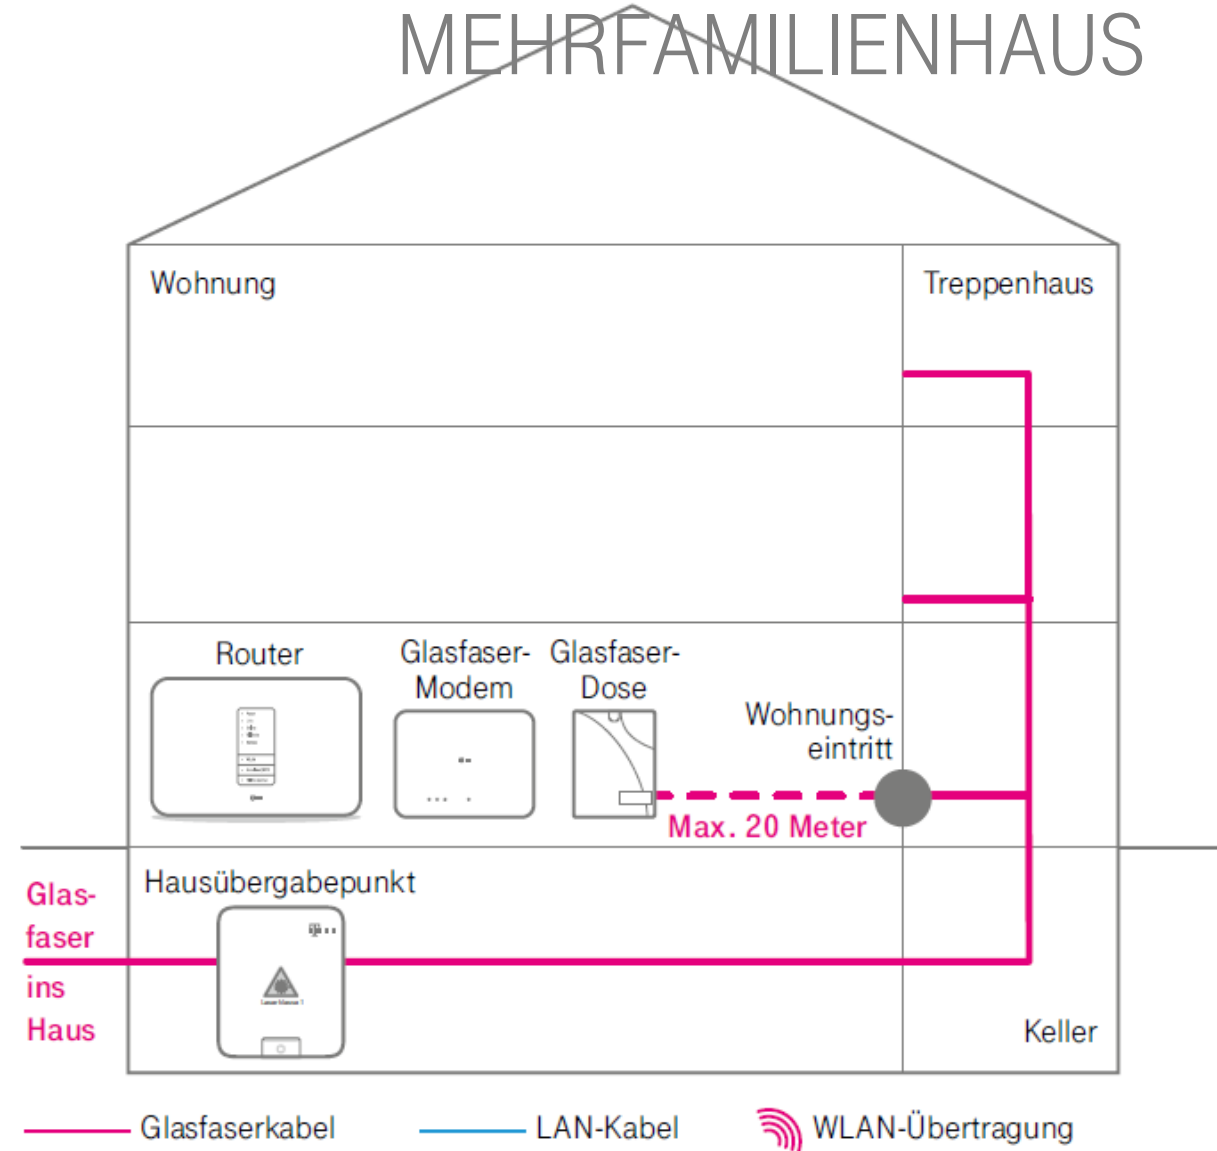 MEHRFAMILIENHAUS
Wohnung
Treppenhaus
Router
Glasfaser-
Modem
Glasfaser-
Dose
Wohnungs-
eintritt
Max. 20 Meter
Hausübergabepunkt
Glas-
faser
ins
Haus
Keller
Glasfaserkabel
LAN-Kabel
WLAN-Übertragung